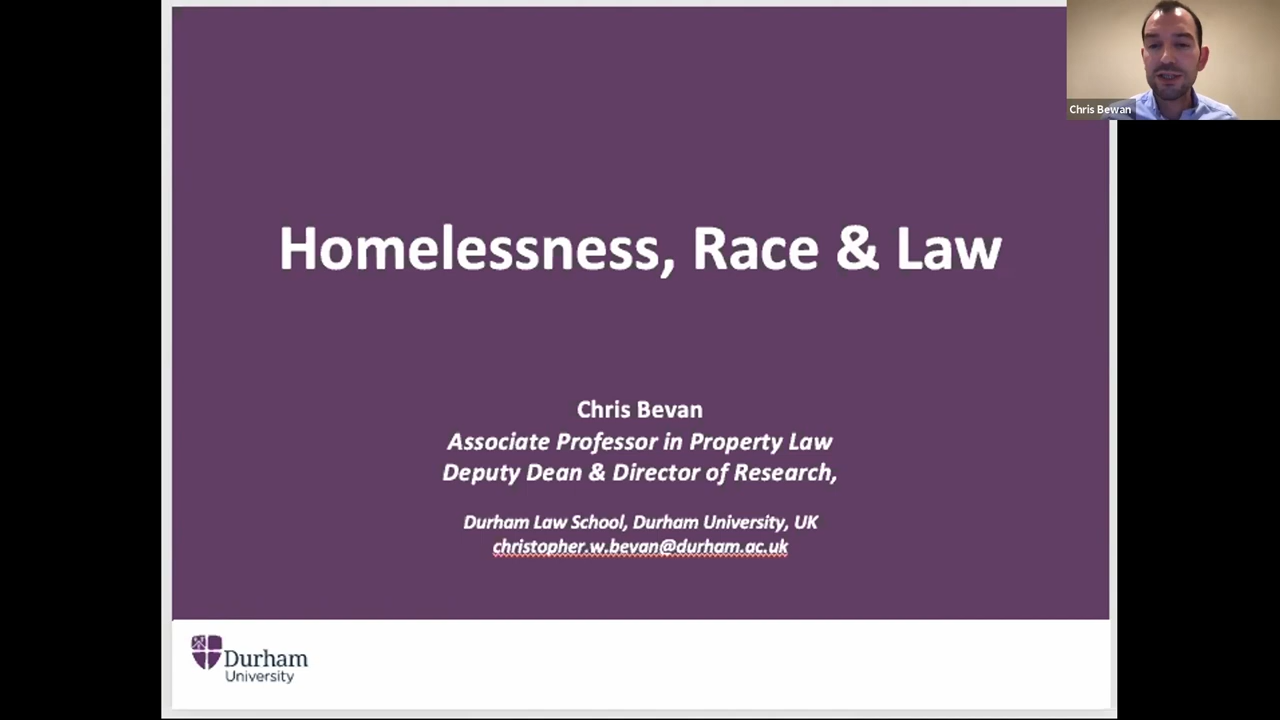 Chris Bewan
Homelessness, Race & Law
Chris Bevan
Associate Professor in Property Law
Deputy Dean & Director of Research,
Durham Law School, Durham University, UK
christopher.w.bevan@durham.ac.uk
Durham
University